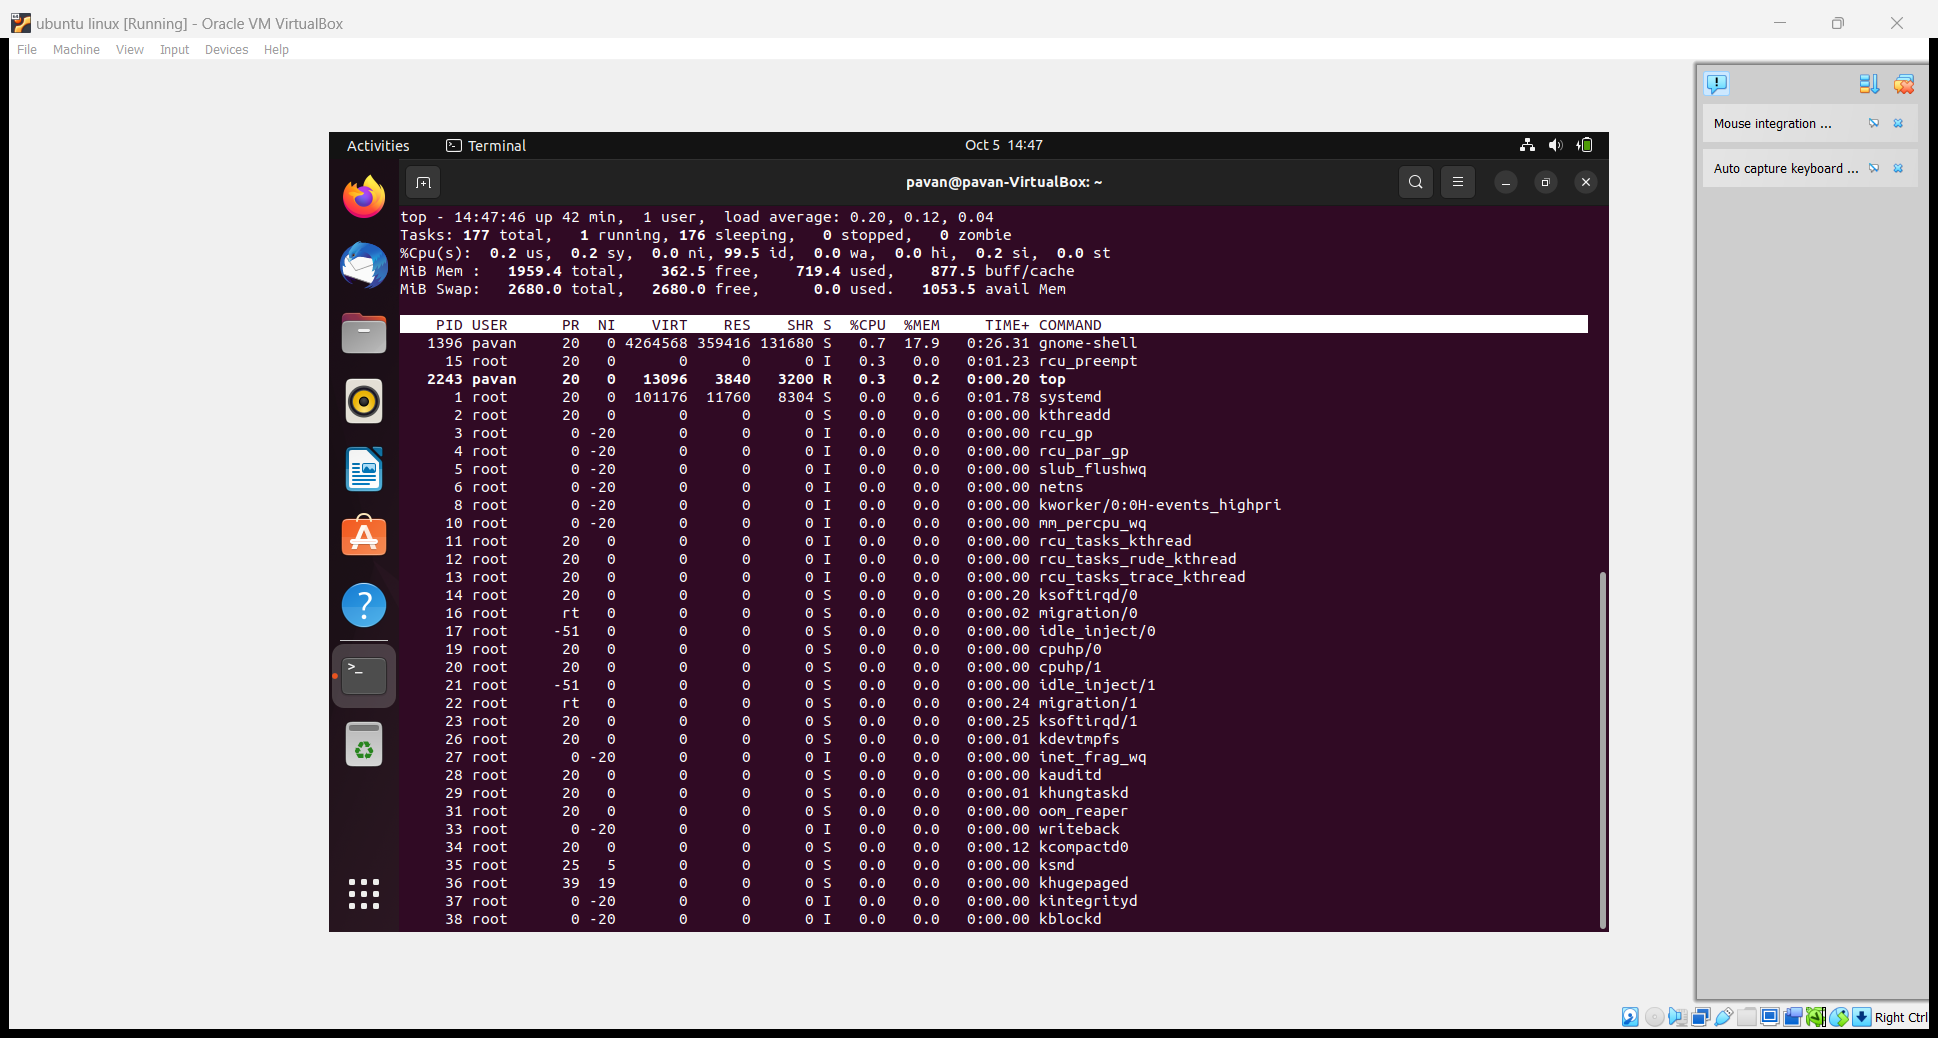 ubuntu linux [Running] - Oracle VM VirtualBox
File Machine View Input Devices Help
Mouse integration ...
Auto capture keyboard ...
Activities Terminal Oct 5 14:47
pavan@pavan-VirtualBox: ~
top - 14:47:46 up 42 min,  1 user,  load average: 0.20, 0.12, 0.04
Tasks: 177 total,   1 running, 176 sleeping,   0 stopped,   0 zombie
%Cpu(s):  0.2 us,  0.2 sy,  0.0 ni, 99.5 id,  0.0 wa,  0.0 hi,  0.2 si,  0.0 st
MiB Mem :   1959.4 total,    362.5 free,    719.4 used,    877.5 buff/cache
MiB Swap:   2680.0 total,   2680.0 free,      0.0 used.   1053.5 avail Mem
PID USER PR NI VIRT RES SHR S %CPU %MEM TIME+ COMMAND
1396 pavan 20 0 4264568 359416 131680 S 0.7 17.9 0:26.31 gnome-shell
15 root 20 0 0 0 0 I 0.3 0.0 0:01.23 rcu_preempt
2243 pavan 20 0 13096 3840 3200 R 0.3 0.2 0:00.20 top
1 root 20 0 101176 11760 8304 S 0.0 0.6 0:01.78 systemd
2 root 20 0 0 0 0 S 0.0 0.0 0:00.00 kthreadd
3 root 0 -20 0 0 0 I 0.0 0.0 0:00.00 rcu_gp
4 root 0 -20 0 0 0 I 0.0 0.0 0:00.00 rcu_par_gp
5 root 0 -20 0 0 0 I 0.0 0.0 0:00.00 slub_flushwq
6 root 0 -20 0 0 0 I 0.0 0.0 0:00.00 netns
8 root 0 -20 0 0 0 I 0.0 0.0 0:00.00 kworker/0:0H-events_highpri
10 root 0 -20 0 0 0 I 0.0 0.0 0:00.00 mm_percpu_wq
11 root 20 0 0 0 0 I 0.0 0.0 0:00.00 rcu_tasks_kthread
12 root 20 0 0 0 0 I 0.0 0.0 0:00.00 rcu_tasks_rude_kthread
13 root 20 0 0 0 0 I 0.0 0.0 0:00.00 rcu_tasks_trace_kthread
14 root 20 0 0 0 0 S 0.0 0.0 0:00.20 ksoftirqd/0
16 root rt 0 0 0 0 S 0.0 0.0 0:00.02 migration/0
17 root -51 0 0 0 0 S 0.0 0.0 0:00.00 idle_inject/0
19 root 20 0 0 0 0 S 0.0 0.0 0:00.00 cpuhp/0
20 root 20 0 0 0 0 S 0.0 0.0 0:00.00 cpuhp/1
21 root -51 0 0 0 0 S 0.0 0.0 0:00.00 idle_inject/1
22 root rt 0 0 0 0 S 0.0 0.0 0:00.24 migration/1
23 root 20 0 0 0 0 S 0.0 0.0 0:00.25 ksoftirqd/1
26 root 20 0 0 0 0 S 0.0 0.0 0:00.01 kdevtmpfs
27 root 0 -20 0 0 0 I 0.0 0.0 0:00.00 inet_frag_wq
28 root 20 0 0 0 0 S 0.0 0.0 0:00.00 kauditd
29 root 20 0 0 0 0 S 0.0 0.0 0:00.01 khungtaskd
31 root 20 0 0 0 0 S 0.0 0.0 0:00.00 oom_reaper
33 root 0 -20 0 0 0 I 0.0 0.0 0:00.00 writeback
34 root 20 0 0 0 0 S 0.0 0.0 0:00.12 kcompactd0
35 root 25 5 0 0 0 S 0.0 0.0 0:00.00 ksmd
36 root 39 19 0 0 0 S 0.0 0.0 0:00.00 khugepaged
37 root 0 -20 0 0 0 I 0.0 0.0 0:00.00 kintegrityd
38 root 0 -20 0 0 0 I 0.0 0.0 0:00.00 kblockd
Right Ctrl